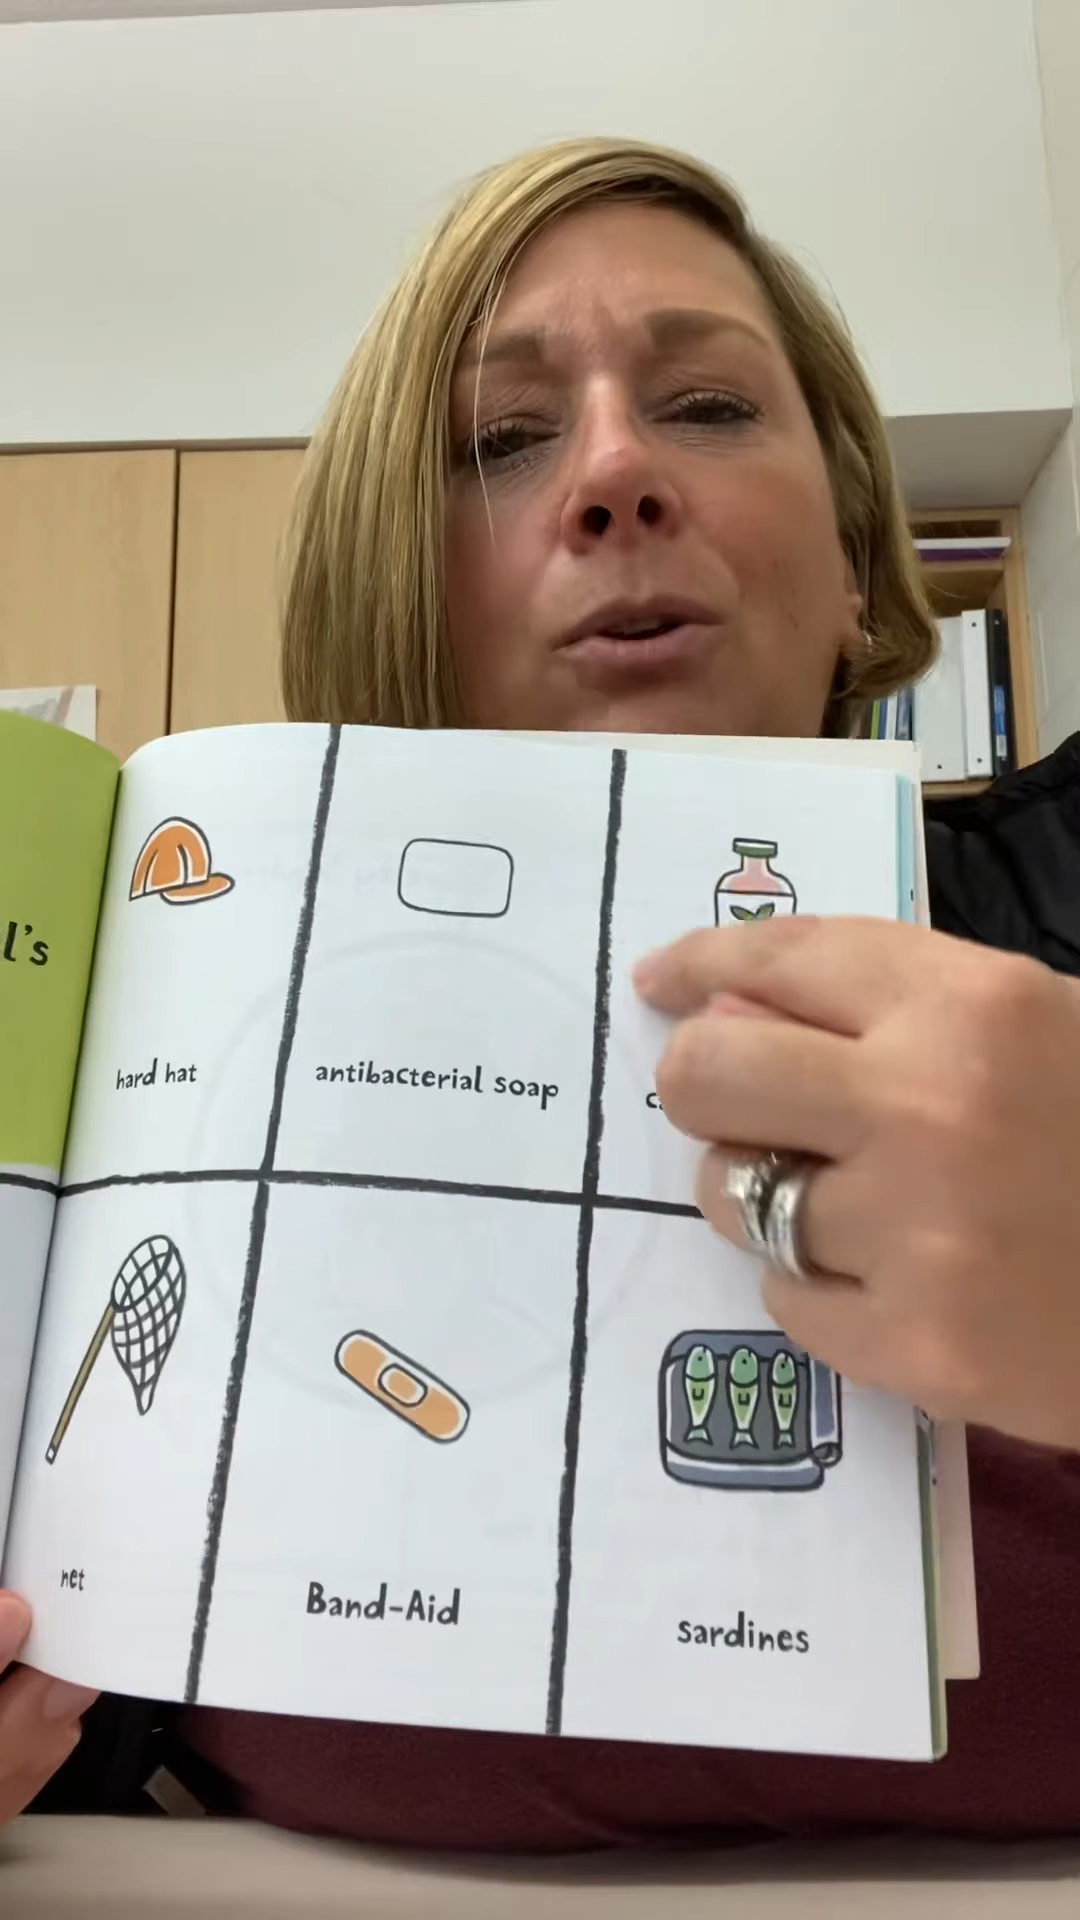 l's
hard hat
antibacterial soap
net
Band-Aid
sardines